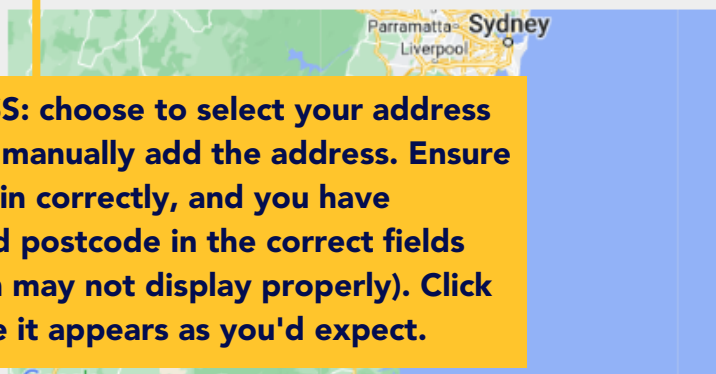 Parramatta
Sydney
Liverpool
S: choose to select your address
manually add the address. Ensure
in correctly, and you have
d postcode in the correct fields
may not display properly). Click
it appears as you'd expect.